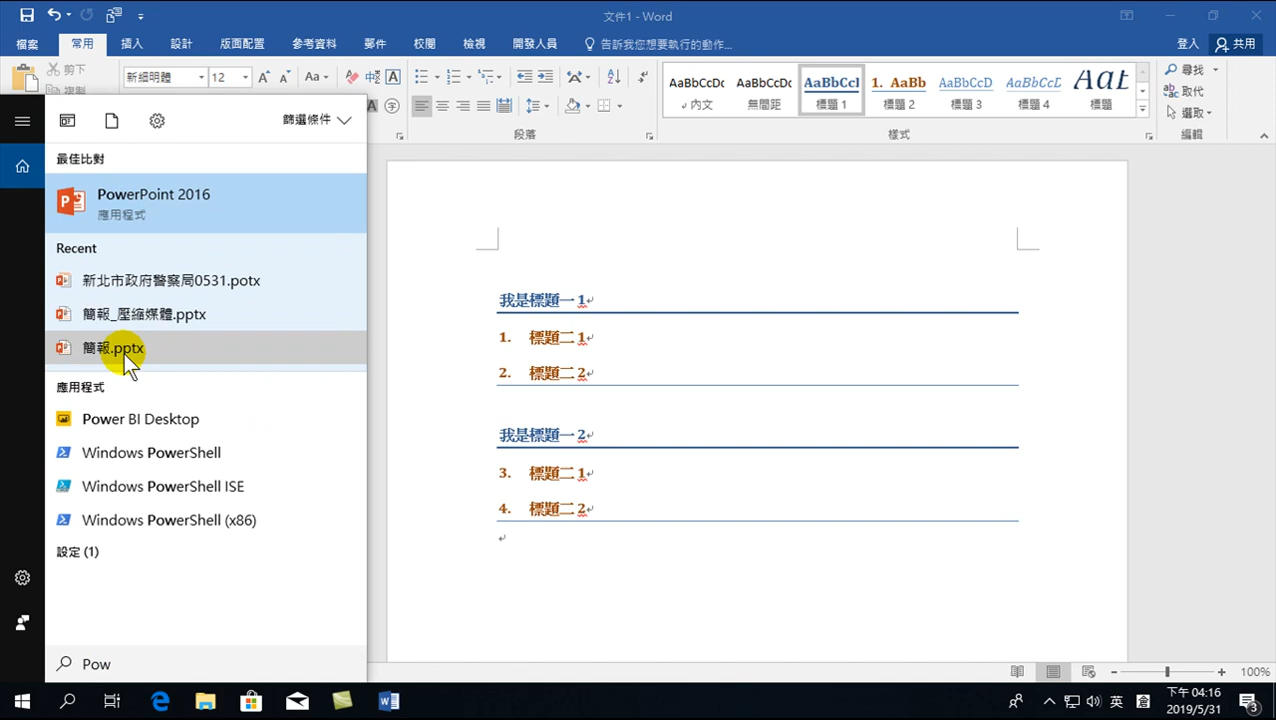 文件1 - Word
檔案 常用 插入 設計 版面配置 參考資料 郵件 校閱 檢視 開發人員 告訴我您想要執行的動作... 登入 共用
剪下
複製
新細明體 12 Aa
AaBbCcDc AaBbCcDc AaBbCcl 1. AaBb AaBbCcD AaBbCcD Aat
內文 無間距 標題 1 標題 2 標題 3 標題 4 標題
尋找
取代
選取
段落 樣式 編輯
篩選條件
最佳比對
PowerPoint 2016
應用程式
Recent
新北市政府警察局0531.potx
簡報_壓縮媒體.pptx
簡報.pptx
應用程式
Power BI Desktop
Windows PowerShell
Windows PowerShell ISE
Windows PowerShell (x86)
設定 (1)
Pow
我是標題一 1
1. 標題二 1
2. 標題二 2
我是標題一 2
3. 標題二 1
4. 標題二 2
100%
英 倉 下午 04:16
2019/5/31
3